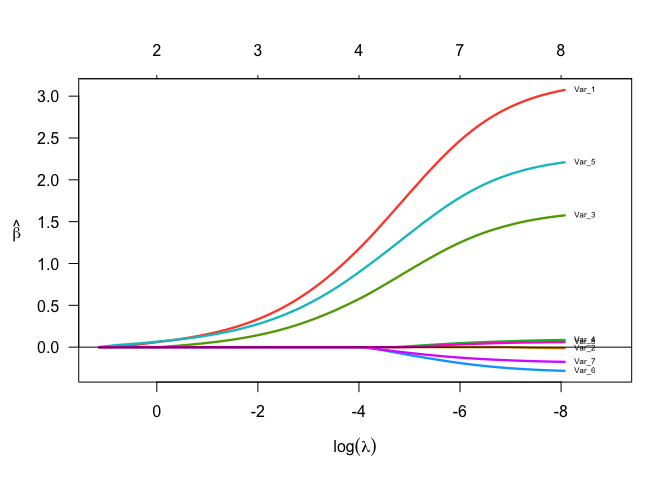 2 3 4 7 8
3.0
2.5
2.0
1.5
1.0
0.5
0.0
β̂
Var_1
Var_5
Var_3
Var_4
Var_2
Var_7
Var_6
0 -2 -4 -6 -8
log(λ)